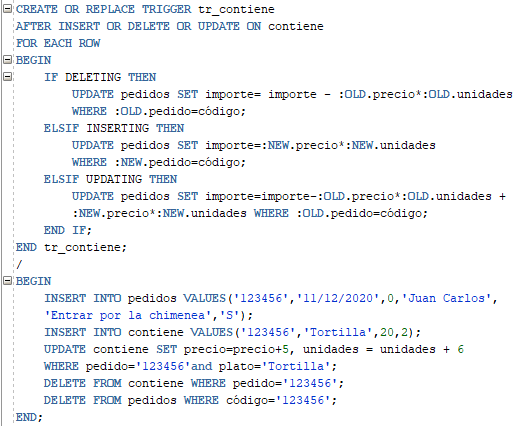 CREATE OR REPLACE TRIGGER tr_contiene
AFTER INSERT OR DELETE OR UPDATE ON contiene
FOR EACH ROW
BEGIN
    IF DELETING THEN
        UPDATE pedidos SET importe= importe - :OLD.precio*:OLD.unidades
        WHERE :OLD.pedido=código;
    ELSIF INSERTING THEN
        UPDATE pedidos SET importe=:NEW.precio*:NEW.unidades
        WHERE :NEW.pedido=código;
    ELSIF UPDATING THEN
        UPDATE pedidos SET importe=importe-:OLD.precio*:OLD.unidades +
        :NEW.precio*:NEW.unidades WHERE :OLD.pedido=código;
    END IF;
END tr_contiene;
/
BEGIN
    INSERT INTO pedidos VALUES('123456','11/12/2020',0,'Juan Carlos',
    'Entrar por la chimenea','S');
    INSERT INTO contiene VALUES('123456','Tortilla',20,2);
    UPDATE contiene SET precio=precio+5, unidades = unidades + 6
    WHERE pedido='123456'and plato='Tortilla';
    DELETE FROM contiene WHERE pedido='123456';
    DELETE FROM pedidos WHERE código='123456';
END;